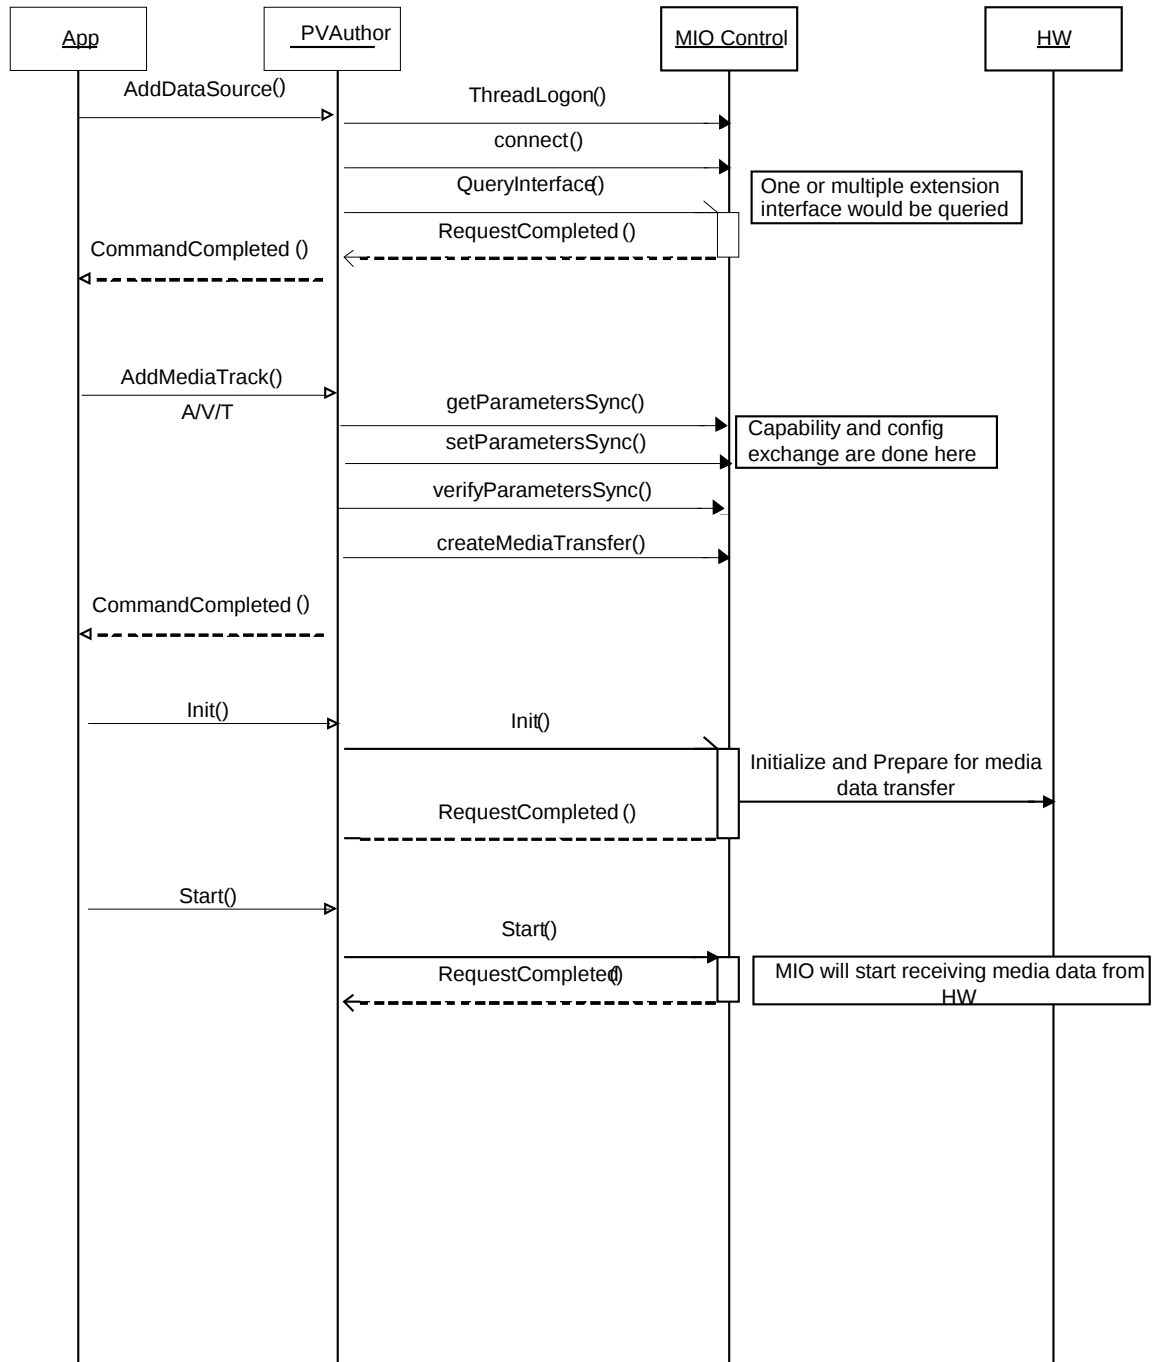 App
PVAuthor
MIO Control
HW
AddDataSource()
ThreadLogon()
connect()
QueryInterface()
One or multiple extension
interface would be queried
RequestCompleted ()
CommandCompleted ()
AddMediaTrack()
A/V/T
getParametersSync()
Capability and config
exchange are done here
setParametersSync()
verifyParametersSync()
createMediaTransfer()
CommandCompleted ()
Init()
Init()
Initialize and Prepare for media
data transfer
RequestCompleted ()
Start()
Start()
RequestCompleted()
MIO will start receiving media data from
HW